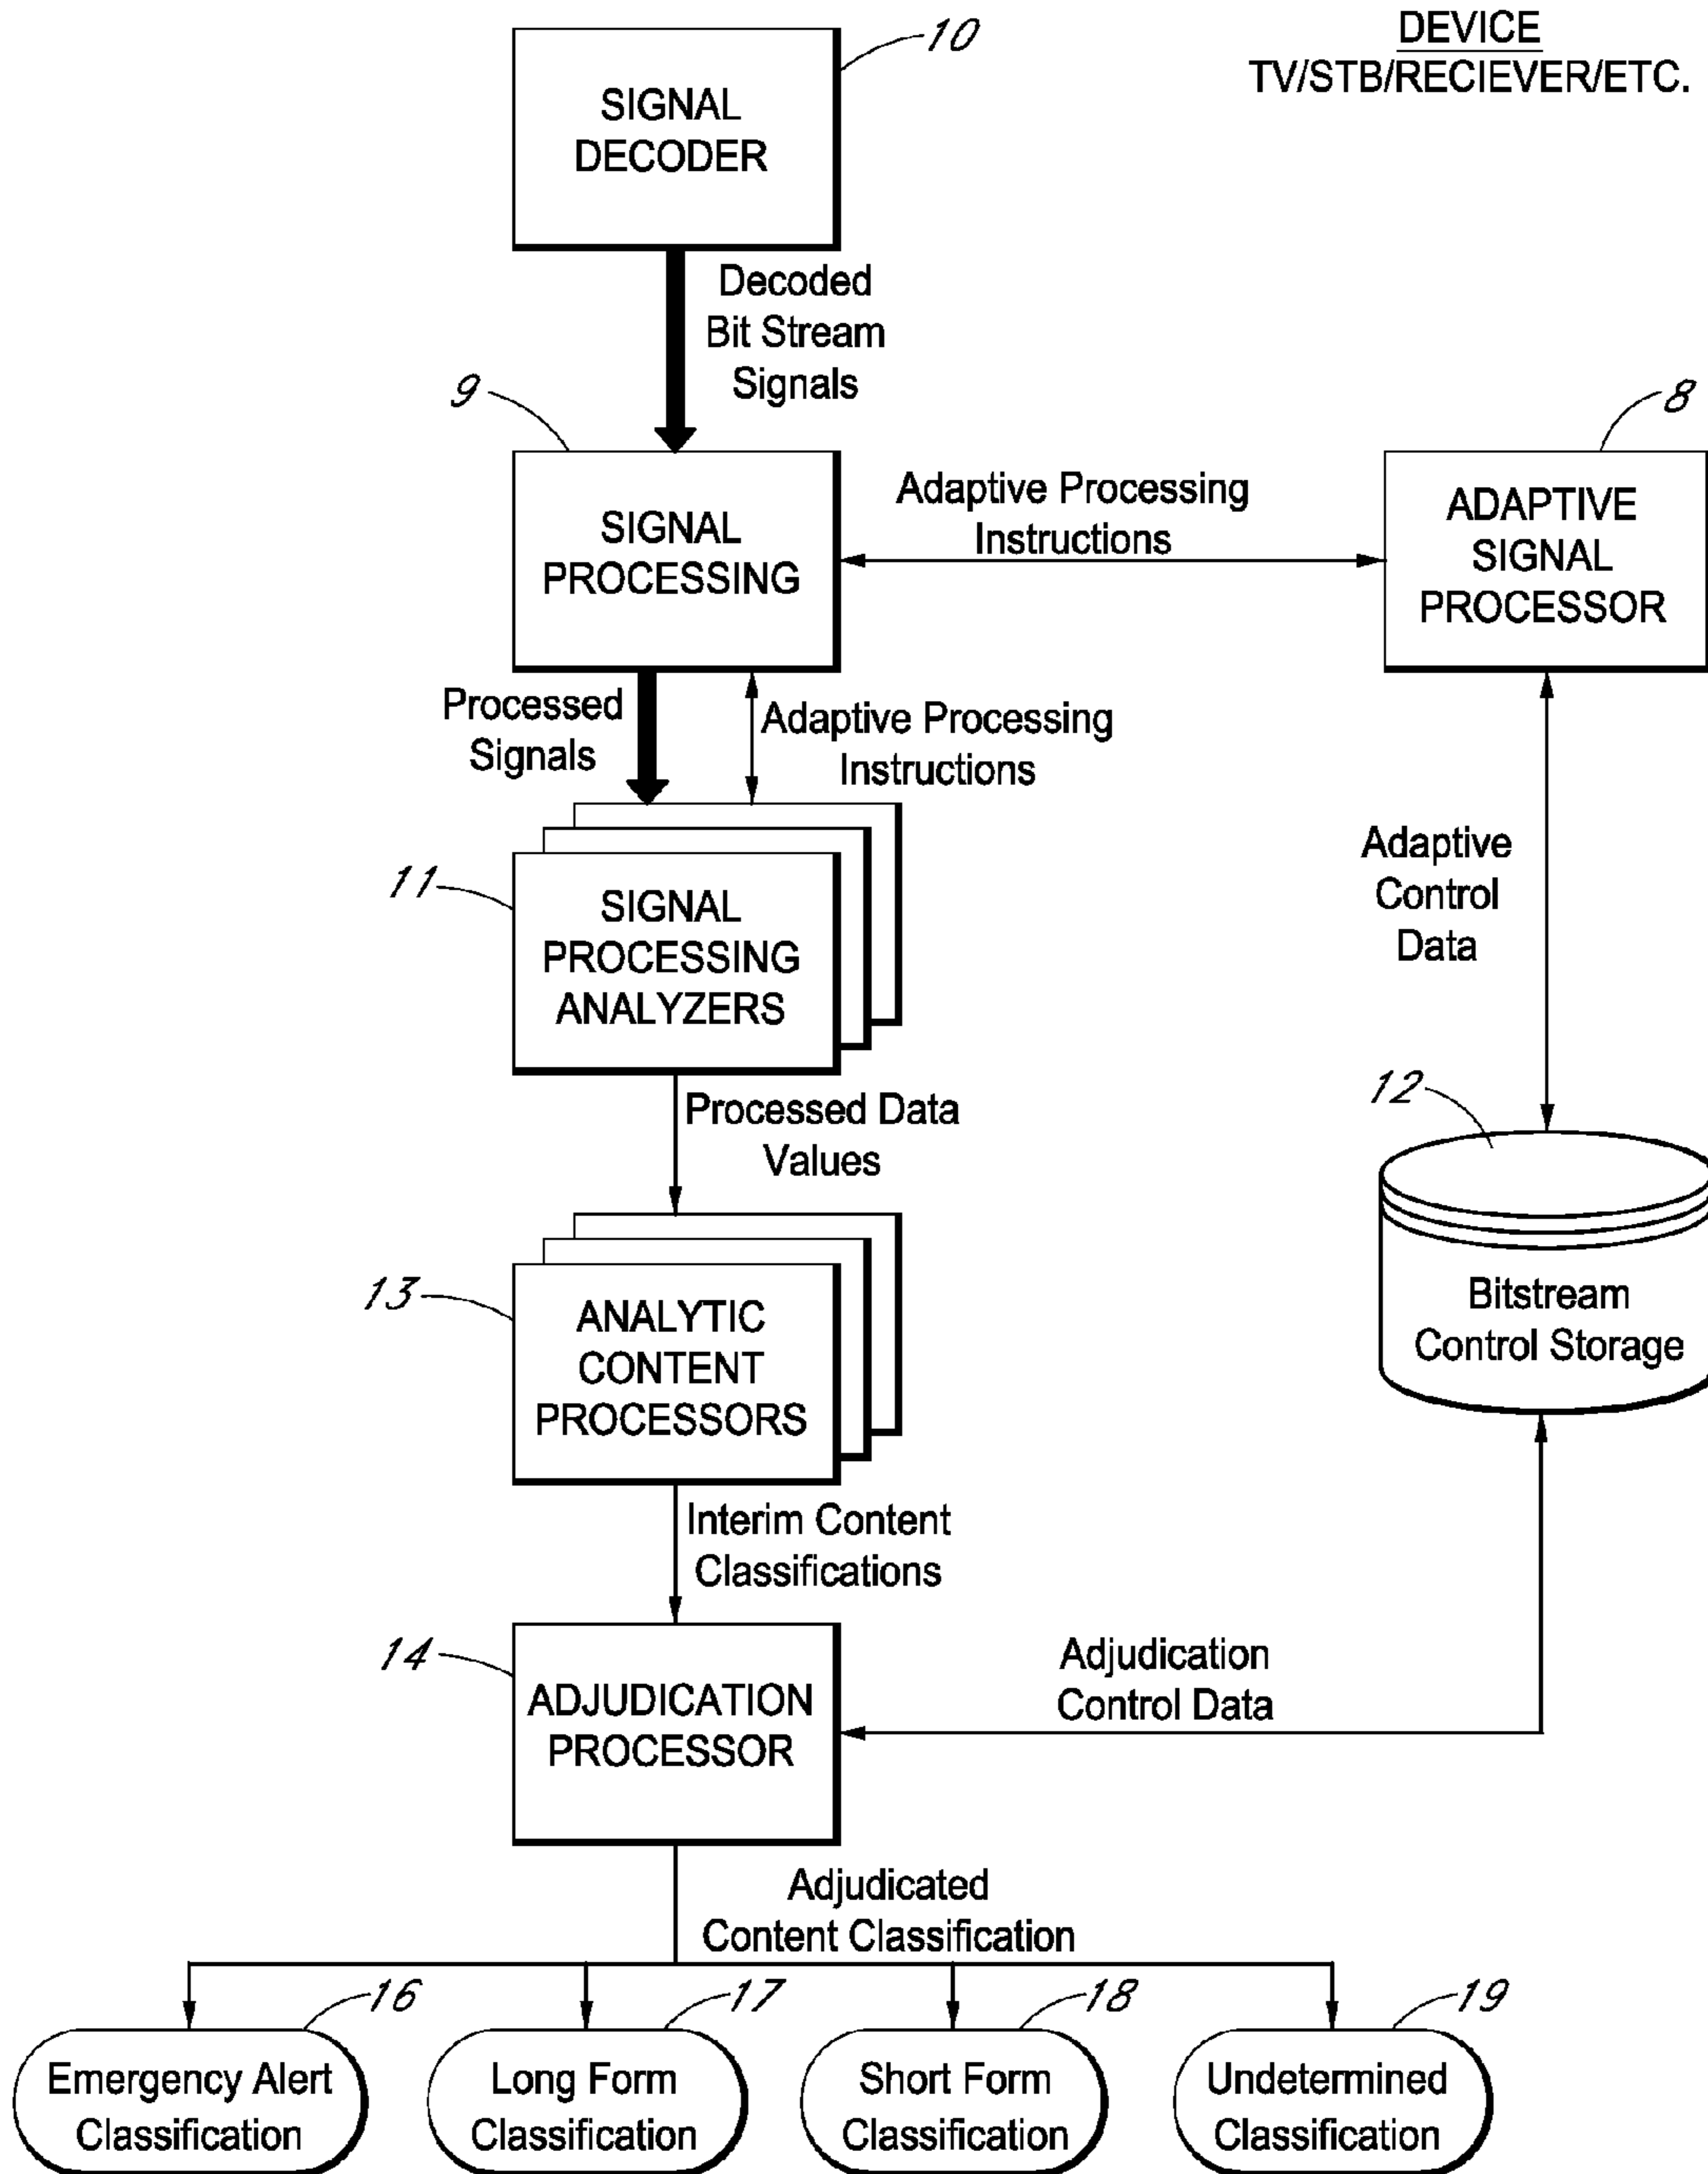 DEVICE
TV/STB/RECIEVER/ETC.
10
SIGNAL
DECODER
Decoded
Bit Stream
Signals
9
SIGNAL
PROCESSING
Adaptive Processing
Instructions
8
ADAPTIVE
SIGNAL
PROCESSOR
Processed
Signals
Adaptive Processing
Instructions
11
SIGNAL
PROCESSING
ANALYZERS
Adaptive
Control
Data
Processed Data
Values
12
Bitstream
Control Storage
13
ANALYTIC
CONTENT
PROCESSORS
Interim Content
Classifications
14
ADJUDICATION
PROCESSOR
Adjudication
Control Data
Adjudicated
Content Classification
16
Emergency Alert
Classification
17
Long Form
Classification
18
Short Form
Classification
19
Undetermined
Classification